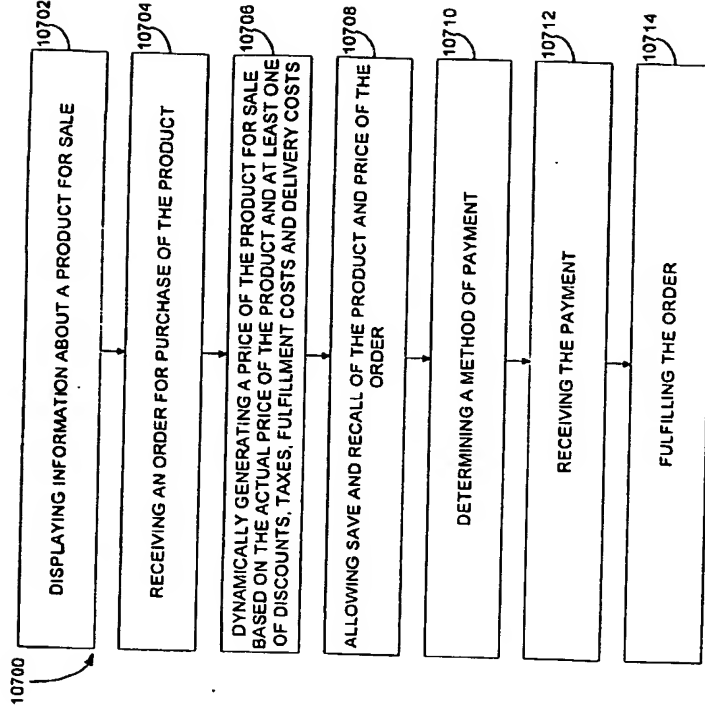 10700
10702
DISPLAYING INFORMATION ABOUT A PRODUCT FOR SALE
10704
RECEIVING AN ORDER FOR PURCHASE OF THE PRODUCT
10706
DYNAMICALLY GENERATING A PRICE OF THE PRODUCT FOR SALE
BASED ON THE ACTUAL PRICE OF THE PRODUCT AND AT LEAST ONE
OF DISCOUNTS, TAXES, FULFILLMENT COSTS AND DELIVERY COSTS
10708
ALLOWING SAVE AND RECALL OF THE PRODUCT AND PRICE OF THE
ORDER
10710
DETERMINING A METHOD OF PAYMENT
10712
RECEIVING THE PAYMENT
10714
FULFILLING THE ORDER